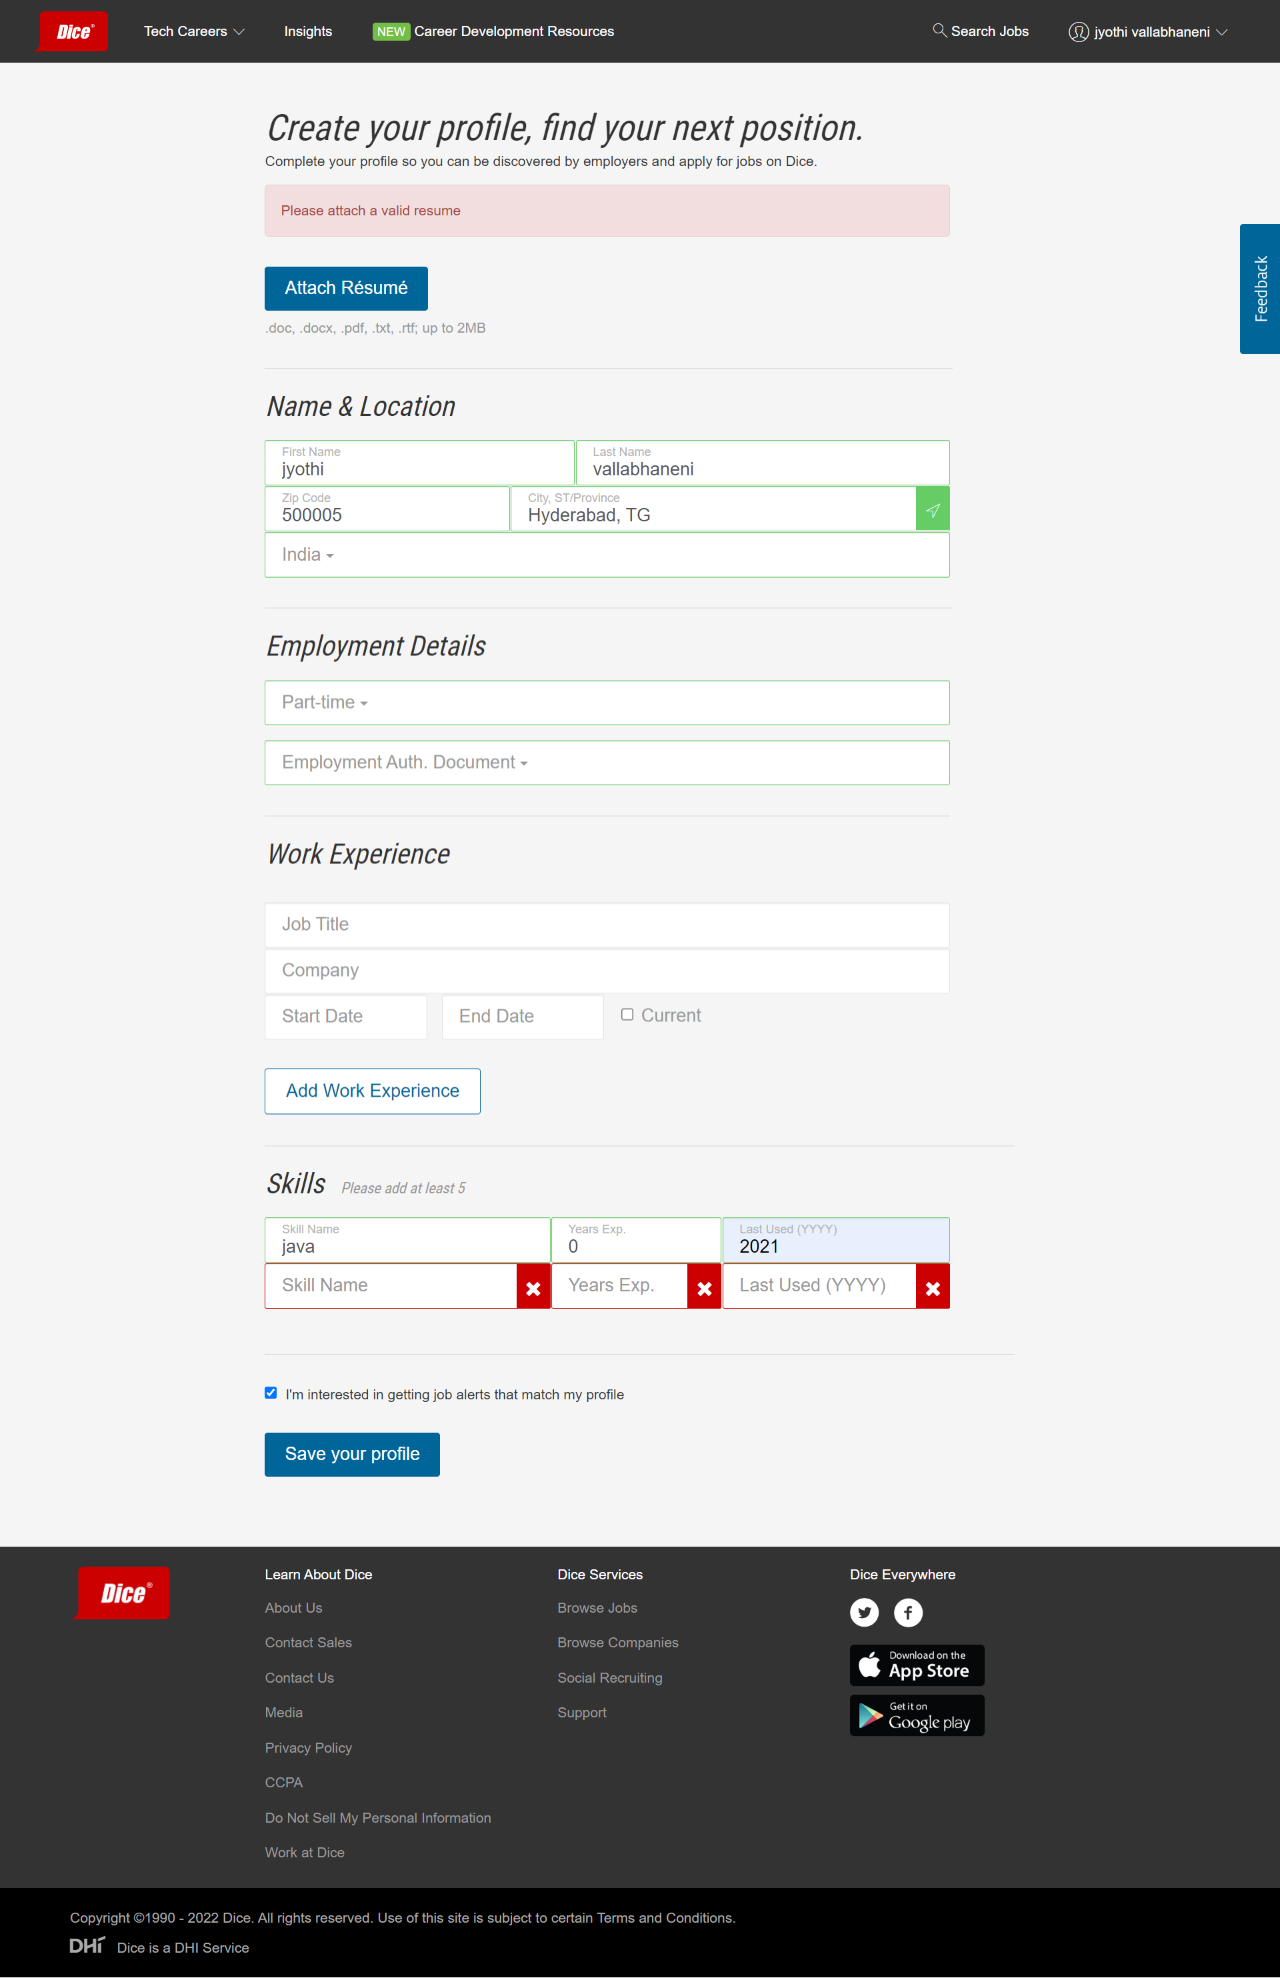 Dice®
Tech Careers
Insights
NEW Career Development Resources
Search Jobs
jyothi vallabhaneni
Create your profile, find your next position.
Complete your profile so you can be discovered by employers and apply for jobs on Dice.
Please attach a valid resume
Feedback
Attach Résumé
.doc, .docx, .pdf, .txt, .rtf; up to 2MB
Name & Location
First Name
jyothi
Last Name
vallabhaneni
Zip Code
500005
City, ST/Province
Hyderabad, TG
India
Employment Details
Part-time
Employment Auth. Document
Work Experience
Job Title
Company
Start Date
End Date
Current
Add Work Experience
Skills Please add at least 5
Skill Name
java
Years Exp.
0
Last Used (YYYY)
2021
Skill Name
Years Exp.
Last Used (YYYY)
I'm interested in getting job alerts that match my profile
Save your profile
Dice®
Learn About Dice
About Us
Contact Sales
Contact Us
Media
Privacy Policy
CCPA
Do Not Sell My Personal Information
Work at Dice
Dice Services
Browse Jobs
Browse Companies
Social Recruiting
Support
Dice Everywhere
Download on the
App Store
Get it on
Google play
Copyright ©1990 - 2022 Dice. All rights reserved. Use of this site is subject to certain Terms and Conditions.
DHI Dice is a DHI Service